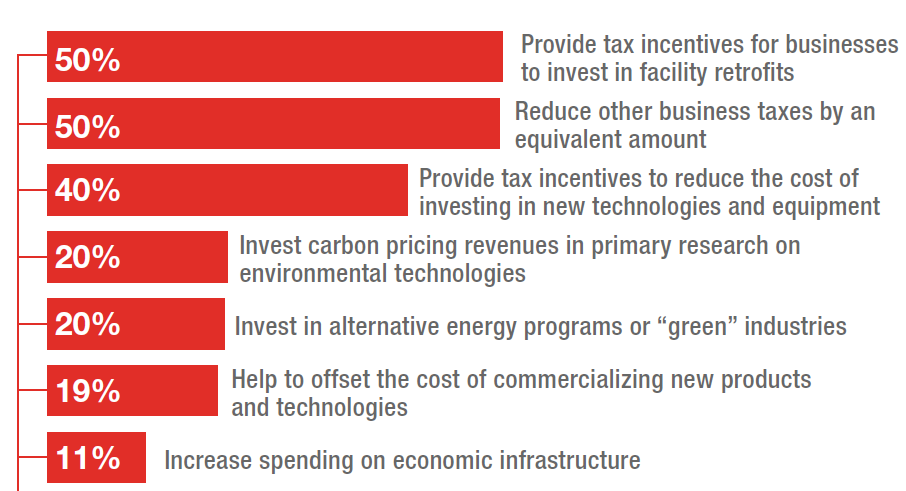 50%
Provide tax incentives for businesses
to invest in facility retrofits
50%
Reduce other business taxes by an
equivalent amount
40%
Provide tax incentives to reduce the cost of
investing in new technologies and equipment
20%
Invest carbon pricing revenues in primary research on
environmental technologies
20%
Invest in alternative energy programs or “green” industries
19%
Help to offset the cost of commercializing new products
and technologies
11%
Increase spending on economic infrastructure